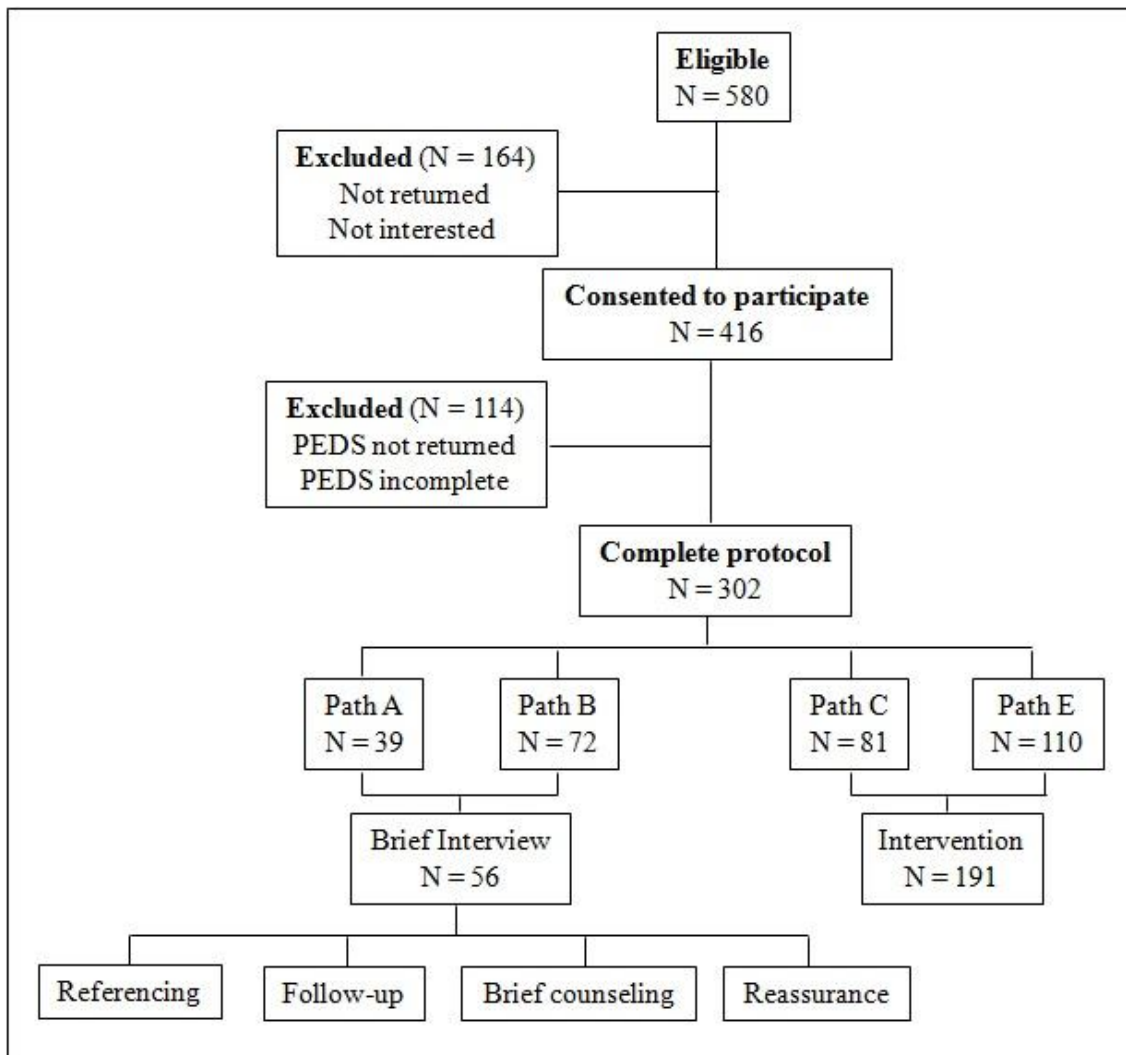 Eligible
N = 580
Excluded (N = 164)
Not returned
Not interested
Consented to participate
N = 416
Excluded (N = 114)
PEDS not returned
PEDS incomplete
Complete protocol
N = 302
Path A
N = 39
Path B
N = 72
Path C
N = 81
Path E
N = 110
Brief Interview
N = 56
Intervention
N = 191
Referencing
Follow-up
Brief counseling
Reassurance